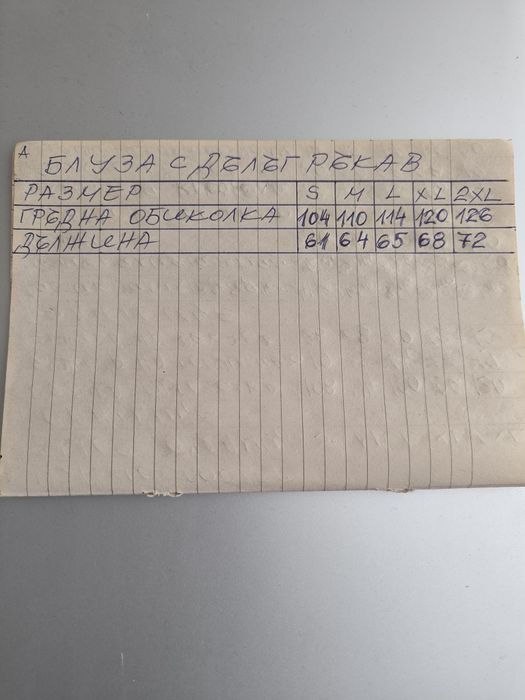 А
БЛУЗА С ДЪЛЪГ РЪКАВ
РАЗМЕР S M L XL 2XL
ГРЪДНА ОБИКОЛКА 104 110 114 120 126
ДЪЛЖИНА 61 64 65 68 72